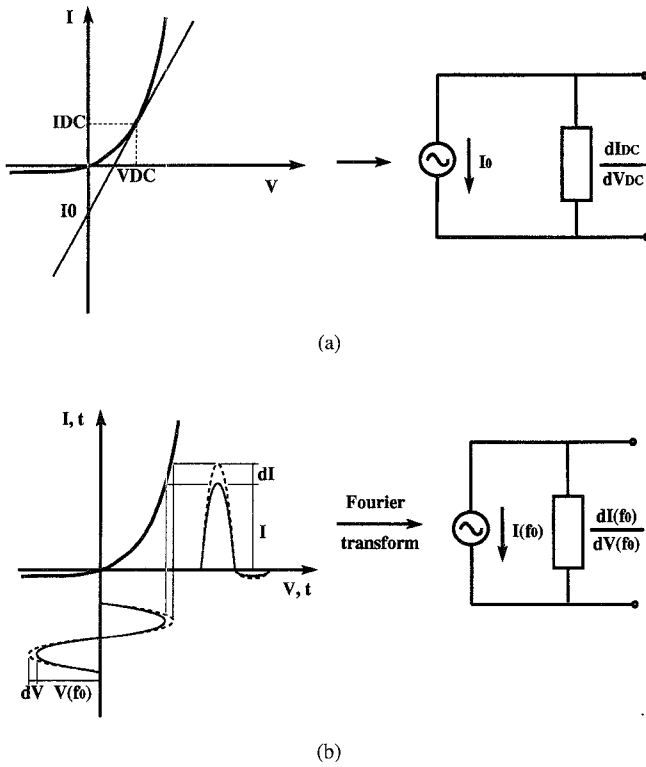 I
IDC
VDC
V
I0
I0
dIDC
dVDC
(a)
I, t
dI
I
V, t
dV V(f0)
Fourier
transform
I(f0)
dI(f0)
dV(f0)
(b)